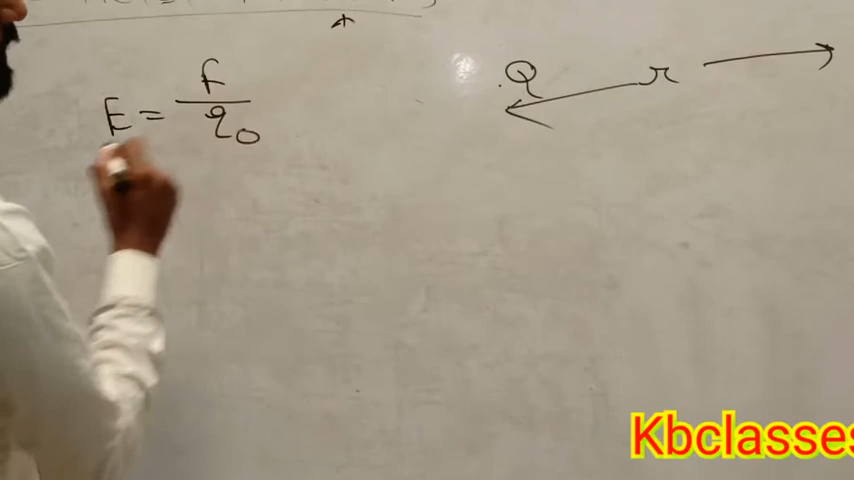 E = F / q0
Q r
Kbclasses